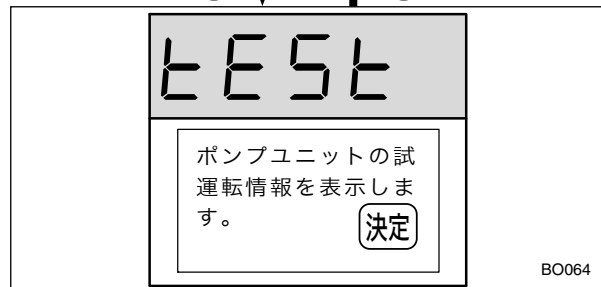 tESt
ポンプユニットの試
運転情報を表示しま
す。
決定
BO064